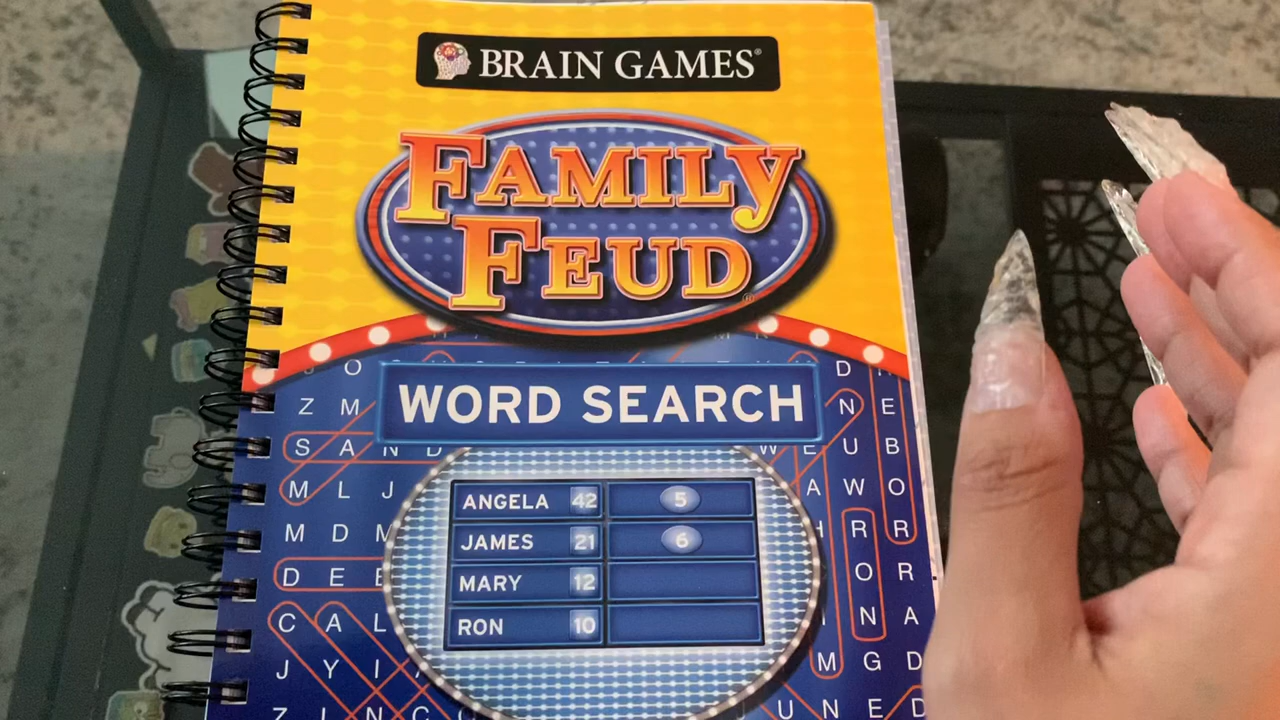 BRAIN GAMES®
FAMILY
FEUD®
WORD SEARCH
O D
Z M N E
S A N D W E U B
M L J A W O
M D M H R R
D E E O R
C A L N A
J Y I M G D
Z I N C U N E D
ANGELA 42 5
JAMES 21 6
MARY 12
RON 10